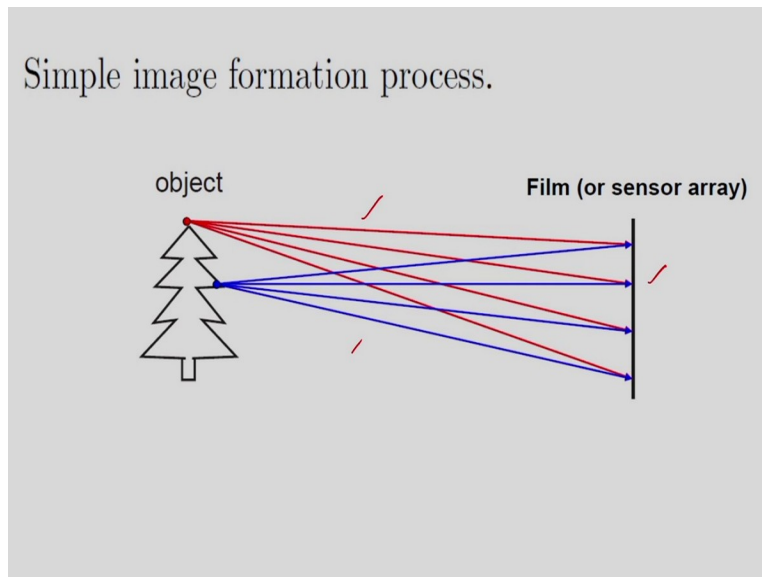 Simple image formation process.
object
Film (or sensor array)